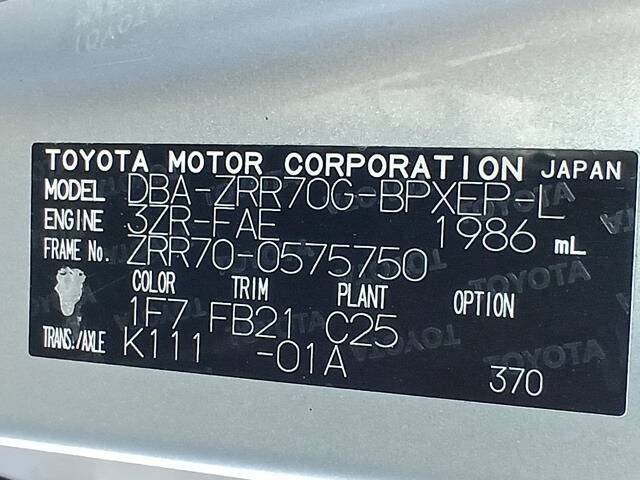 TOYOTA MOTOR CORPORATION JAPAN
MODEL DBA-ZRR70G-BPXEP-L
ENGINE 3ZR-FAE 1986 mL
FRAME No. ZRR70-0575750
COLOR TRIM PLANT OPTION
1F7 FB21 C25
TRANS./AXLE K111 -01A
370